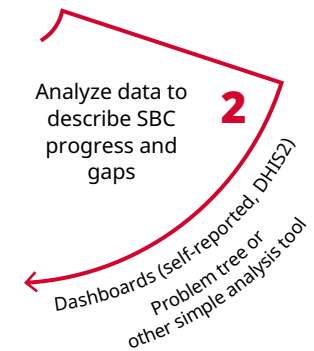 Analyze data to
describe SBC
progress and
gaps
2
Dashboards (self-reported, DHIS2)
Problem tree or
other simple analysis tool